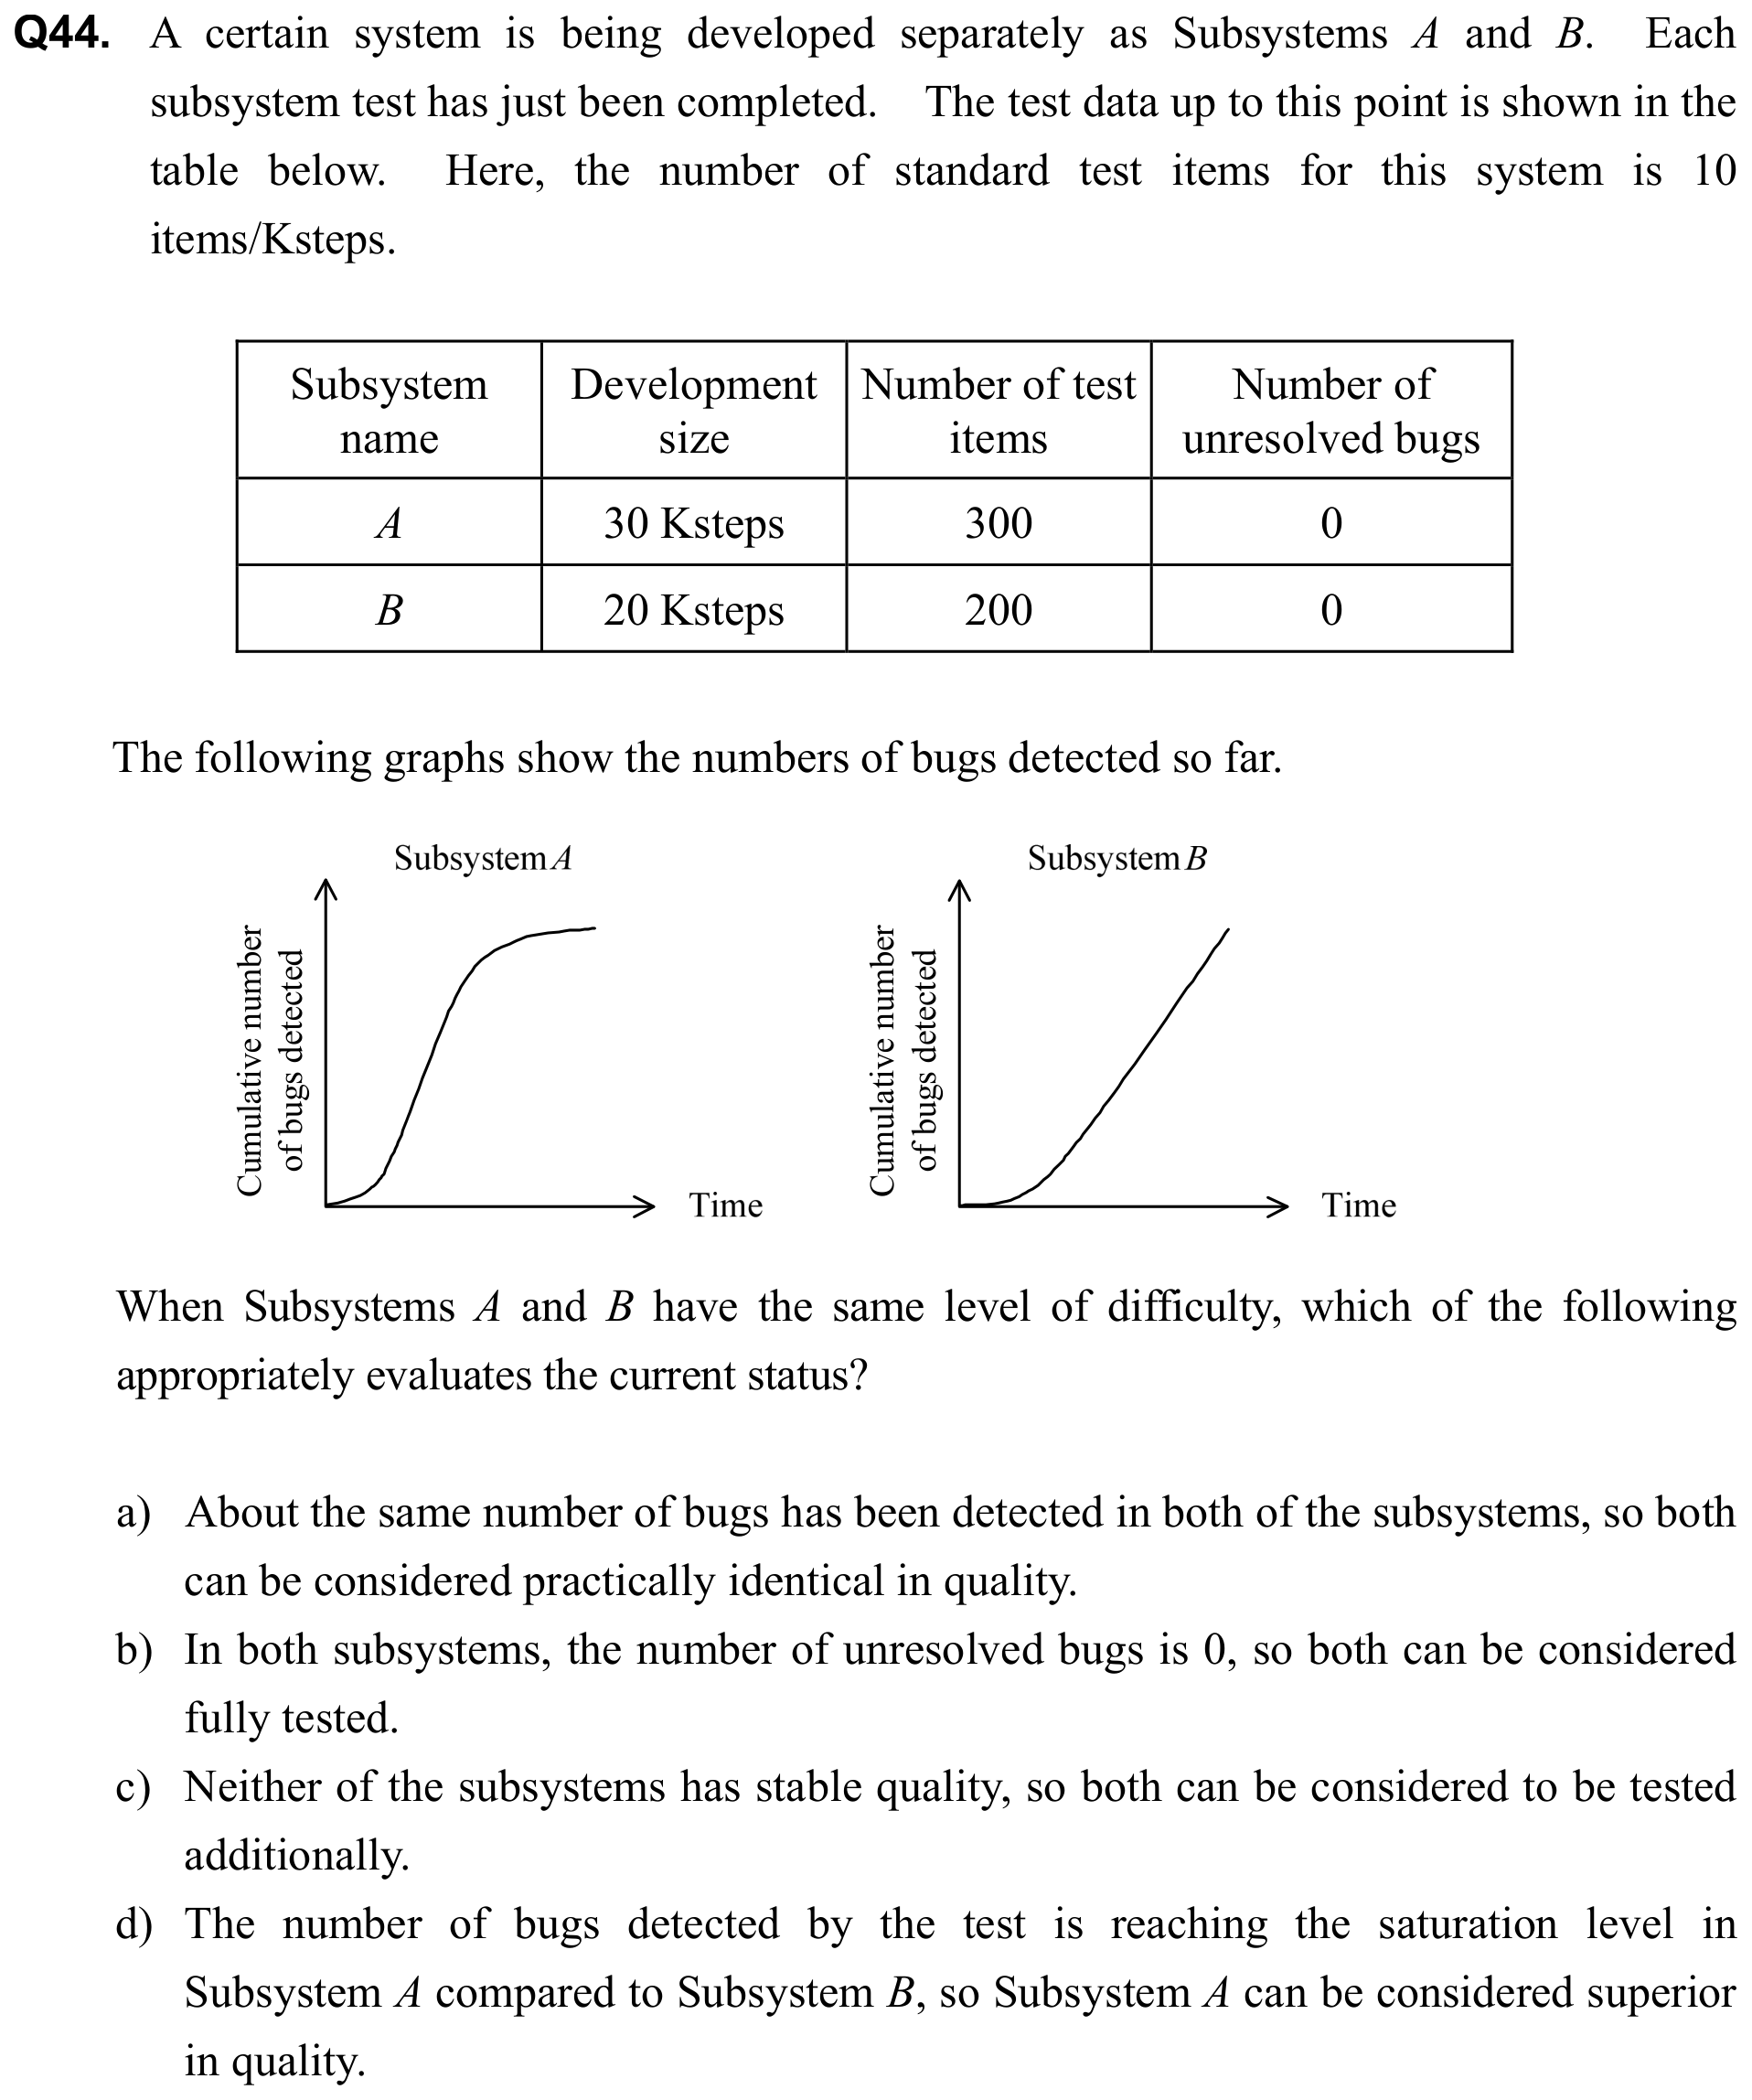 Q44. A certain system is being developed separately as Subsystems A and B. Each
subsystem test has just been completed. The test data up to this point is shown in the
table below. Here, the number of standard test items for this system is 10
items/Ksteps.
Subsystem name Development size Number of test items Number of unresolved bugs
A 30 Ksteps 300 0
B 20 Ksteps 200 0
The following graphs show the numbers of bugs detected so far.
Subsystem A
Cumulative number
of bugs detected
Time
Subsystem B
Cumulative number
of bugs detected
Time
When Subsystems A and B have the same level of difficulty, which of the following
appropriately evaluates the current status?
a) About the same number of bugs has been detected in both of the subsystems, so both
can be considered practically identical in quality.
b) In both subsystems, the number of unresolved bugs is 0, so both can be considered
fully tested.
c) Neither of the subsystems has stable quality, so both can be considered to be tested
additionally.
d) The number of bugs detected by the test is reaching the saturation level in
Subsystem A compared to Subsystem B, so Subsystem A can be considered superior
in quality.